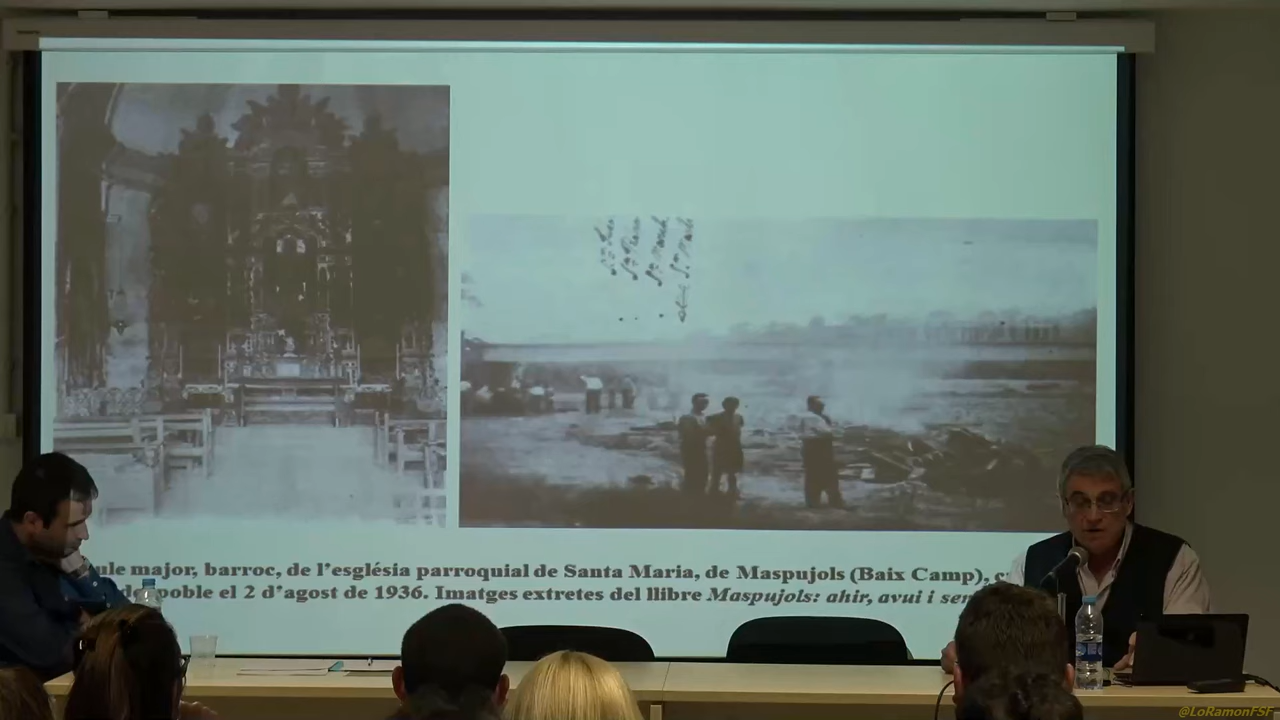 major, barroc, de l'església parroquial de Santa Maria, de Maspujols (Baix Camp),
poble el 2 d'agost de 1936. Imatges extretes del llibre Maspujols: ahir, avui i
@LoRamonFSF